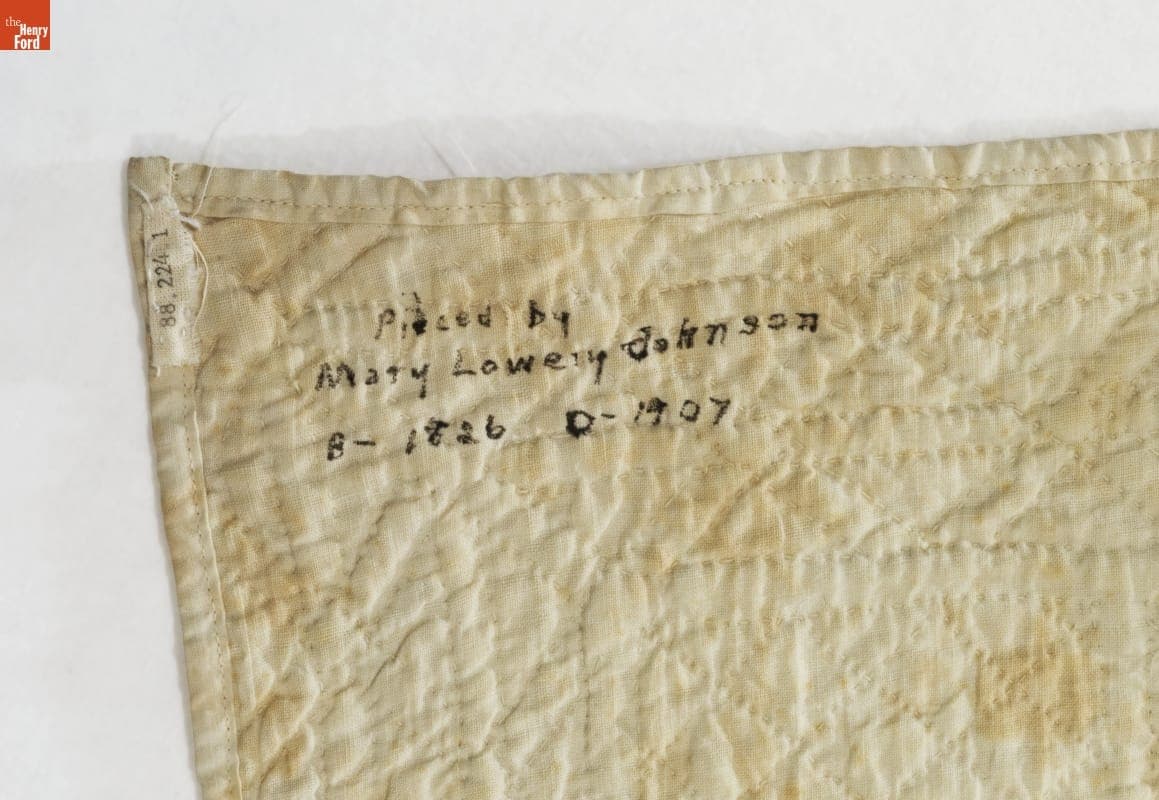 the
Henry
Ford
88.224.1
Pieced by
Mary Lowery Johnson
B- 1826 D- 1907